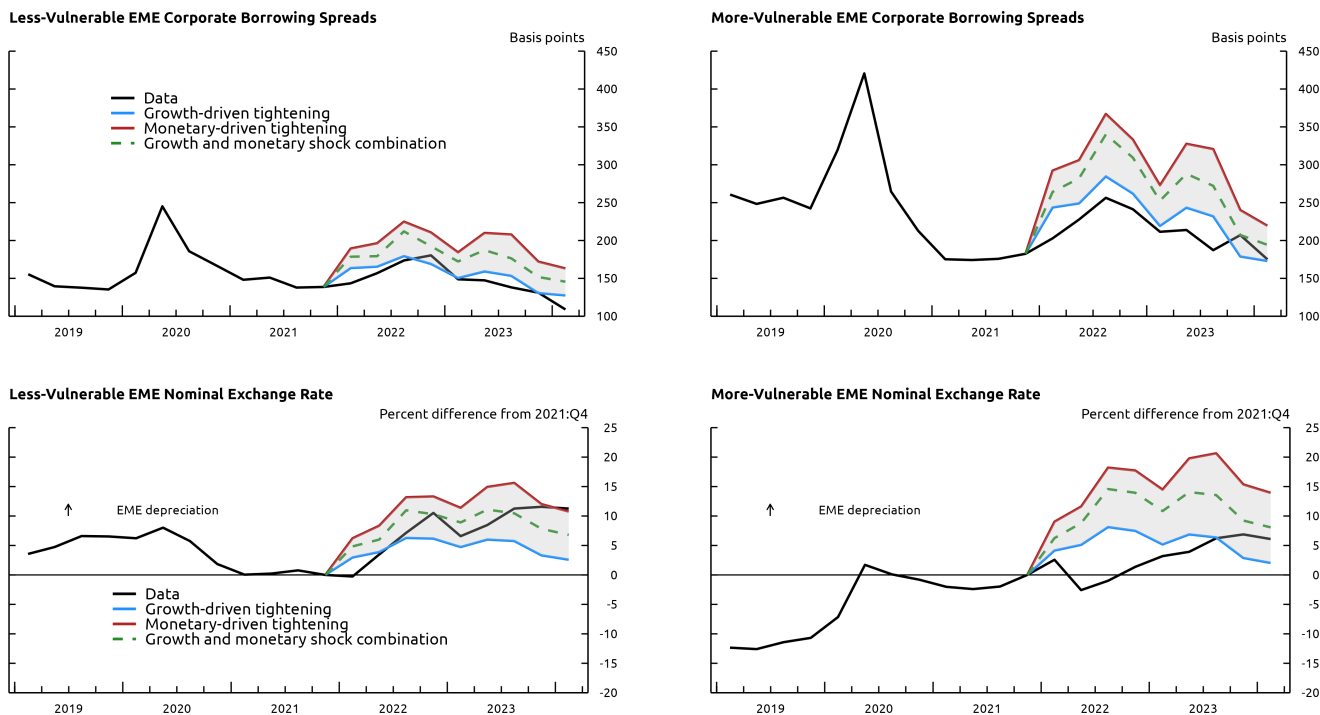 Less-Vulnerable EME Corporate Borrowing Spreads
Basis points
450
400
350
300
250
200
150
100
Data
Growth-driven tightening
Monetary-driven tightening
Growth and monetary shock combination
2019 2020 2021 2022 2023
More-Vulnerable EME Corporate Borrowing Spreads
Basis points
450
400
350
300
250
200
150
100
2019 2020 2021 2022 2023
Less-Vulnerable EME Nominal Exchange Rate
Percent difference from 2021:Q4
25
20
15
10
5
0
-5
-10
-15
-20
↑ EME depreciation
Data
Growth-driven tightening
Monetary-driven tightening
Growth and monetary shock combination
2019 2020 2021 2022 2023
More-Vulnerable EME Nominal Exchange Rate
Percent difference from 2021:Q4
25
20
15
10
5
0
-5
-10
-15
-20
↑ EME depreciation
2019 2020 2021 2022 2023